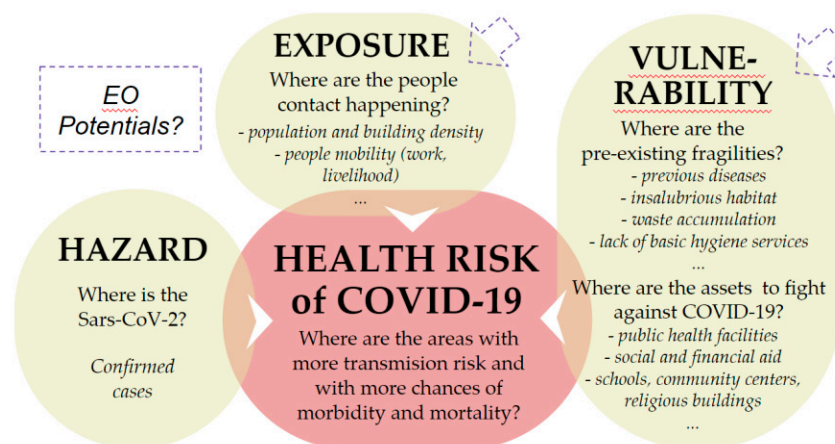 EO
Potentials?
EXPOSURE
Where are the people
contact happening?
- population and building density
- people mobility (work,
livelihood)
...
VULNE-
RABILITY
Where are the
pre-existing fragilities?
- previous diseases
- insalubrious habitat
- waste accumulation
- lack of basic hygiene services
...
Where are the assets to fight
against COVID-19?
- public health facilities
- social and financial aid
- schools, community centers,
religious buildings
...
HAZARD
Where is the
Sars-CoV-2?
Confirmed
cases
HEALTH RISK
of COVID-19
Where are the areas with
more transmision risk and
with more chances of
morbidity and mortality?